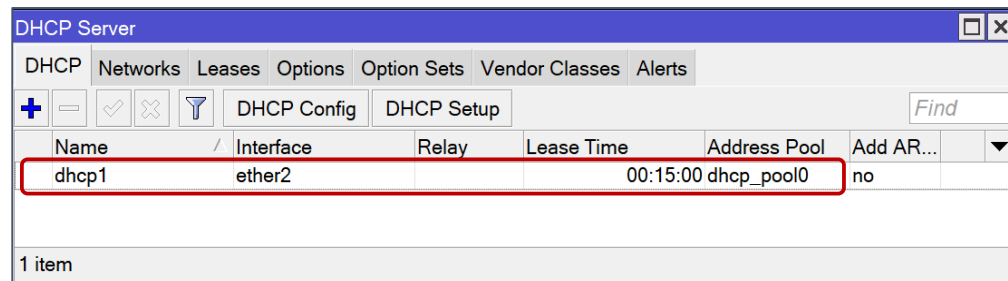 DHCP Server
DHCP Networks Leases Options Option Sets Vendor Classes Alerts
DHCP Config DHCP Setup Find
Name Interface Relay Lease Time Address Pool Add AR...
dhcp1 ether2 00:15:00 dhcp_pool0 no
1 item